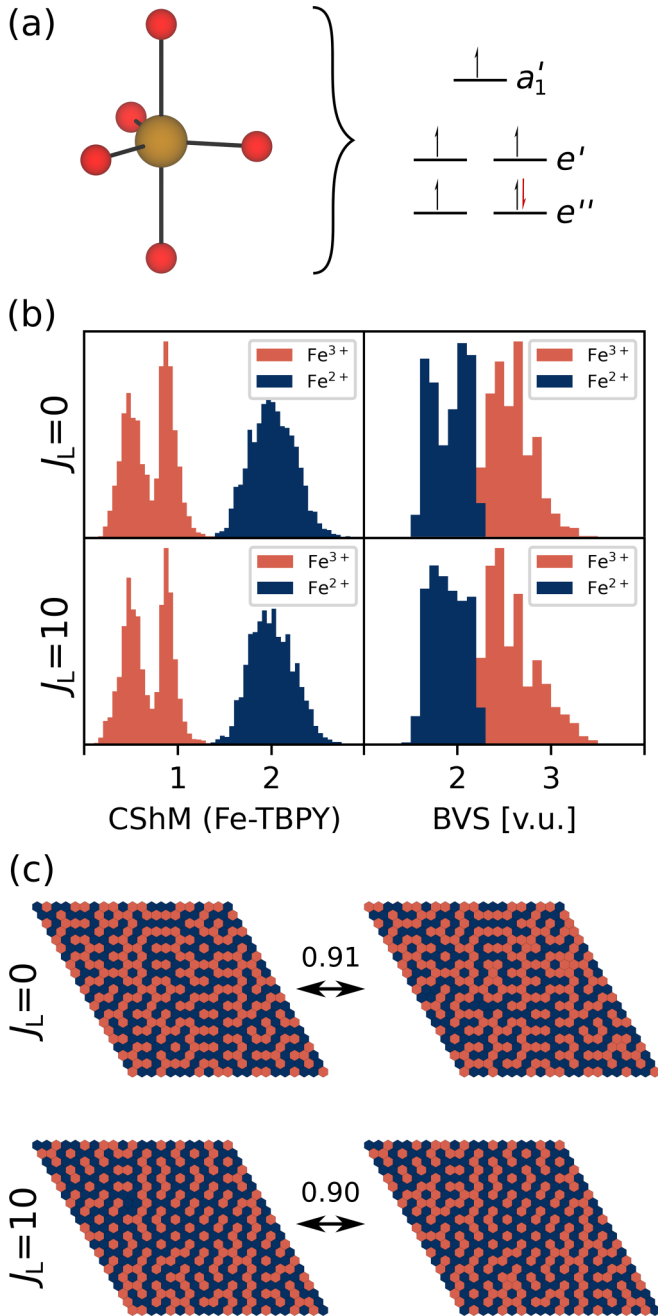 (a)
a₁′
e′
e″
(b)
J_L=0
Fe³⁺
Fe²⁺
Fe³⁺
Fe²⁺
J_L=10
Fe³⁺
Fe²⁺
Fe³⁺
Fe²⁺
1 2 2 3
CShM (Fe-TBPY) BVS [v.u.]
(c)
J_L=0
0.91
J_L=10
0.90